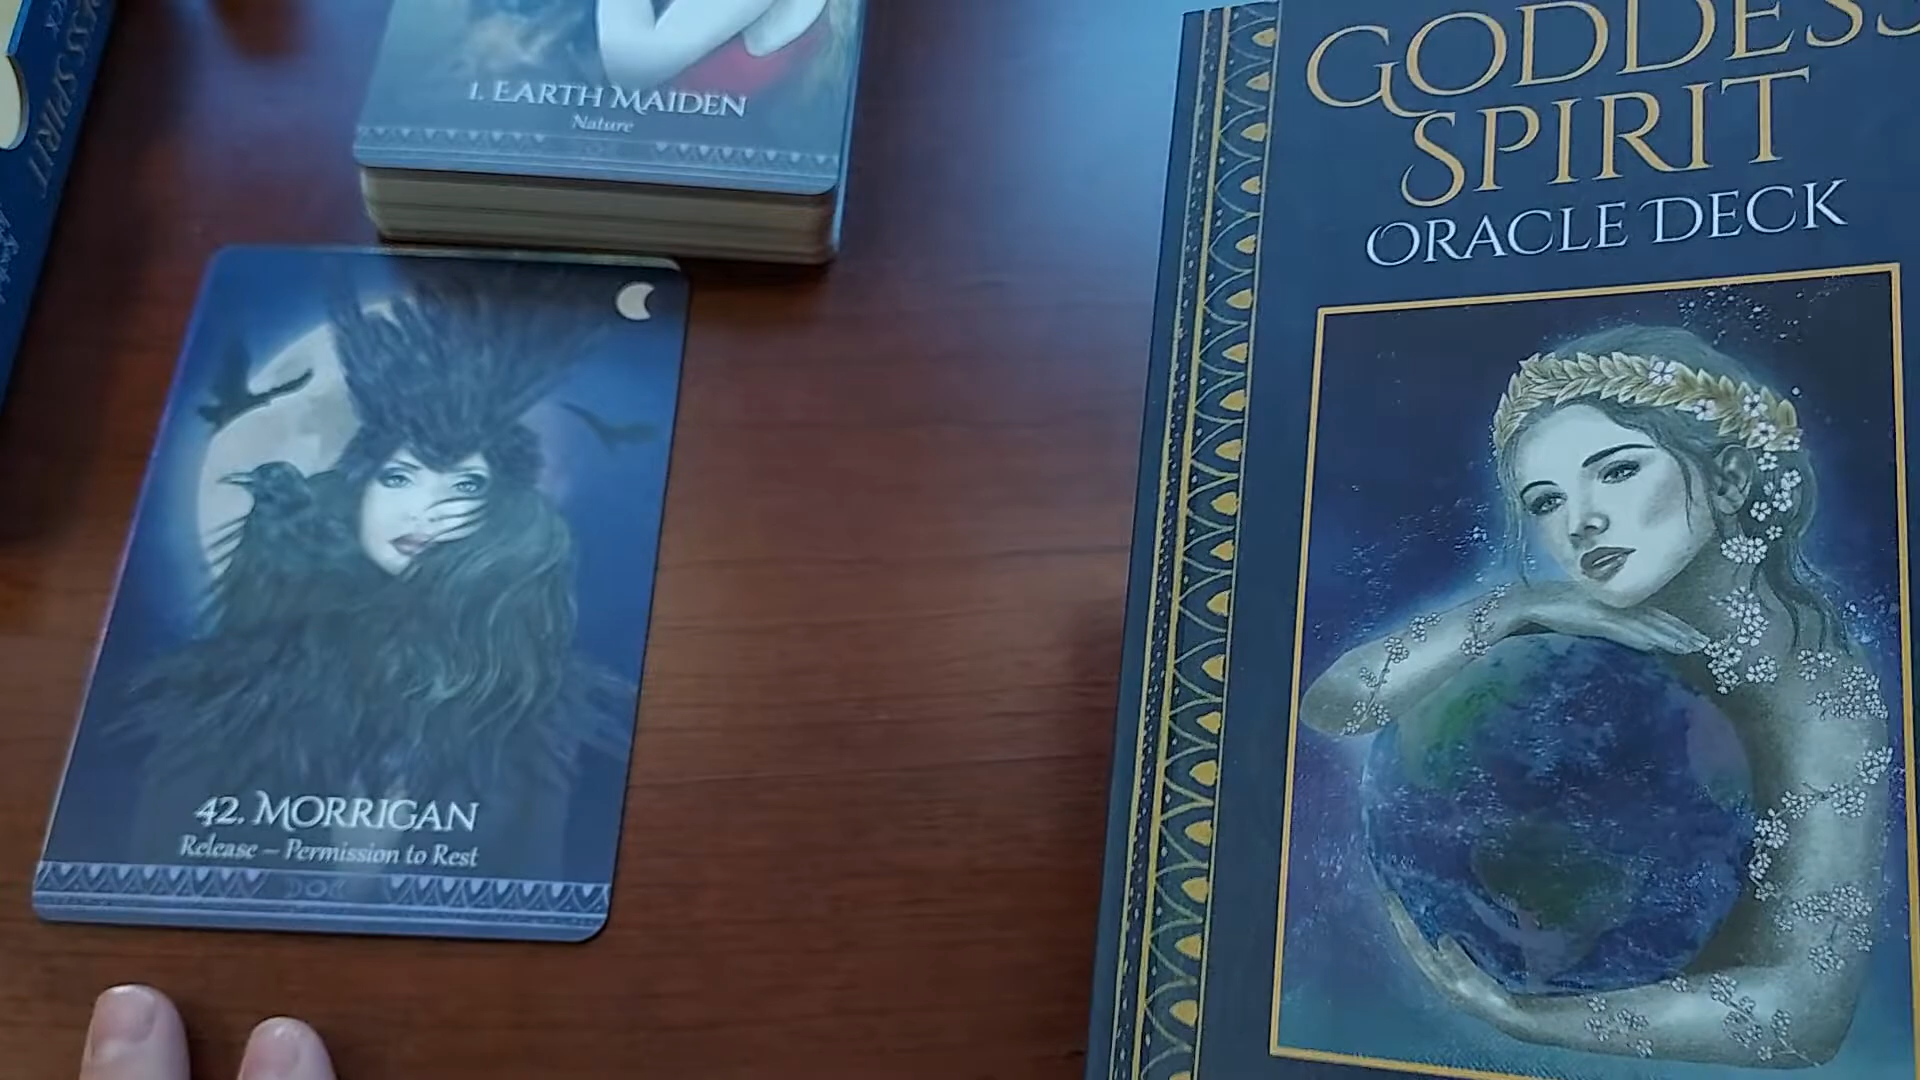 1. EARTH MAIDEN
Nature
GODDESS
SPIRIT
ORACLE DECK
42. MORRIGAN
Release – Permission to Rest